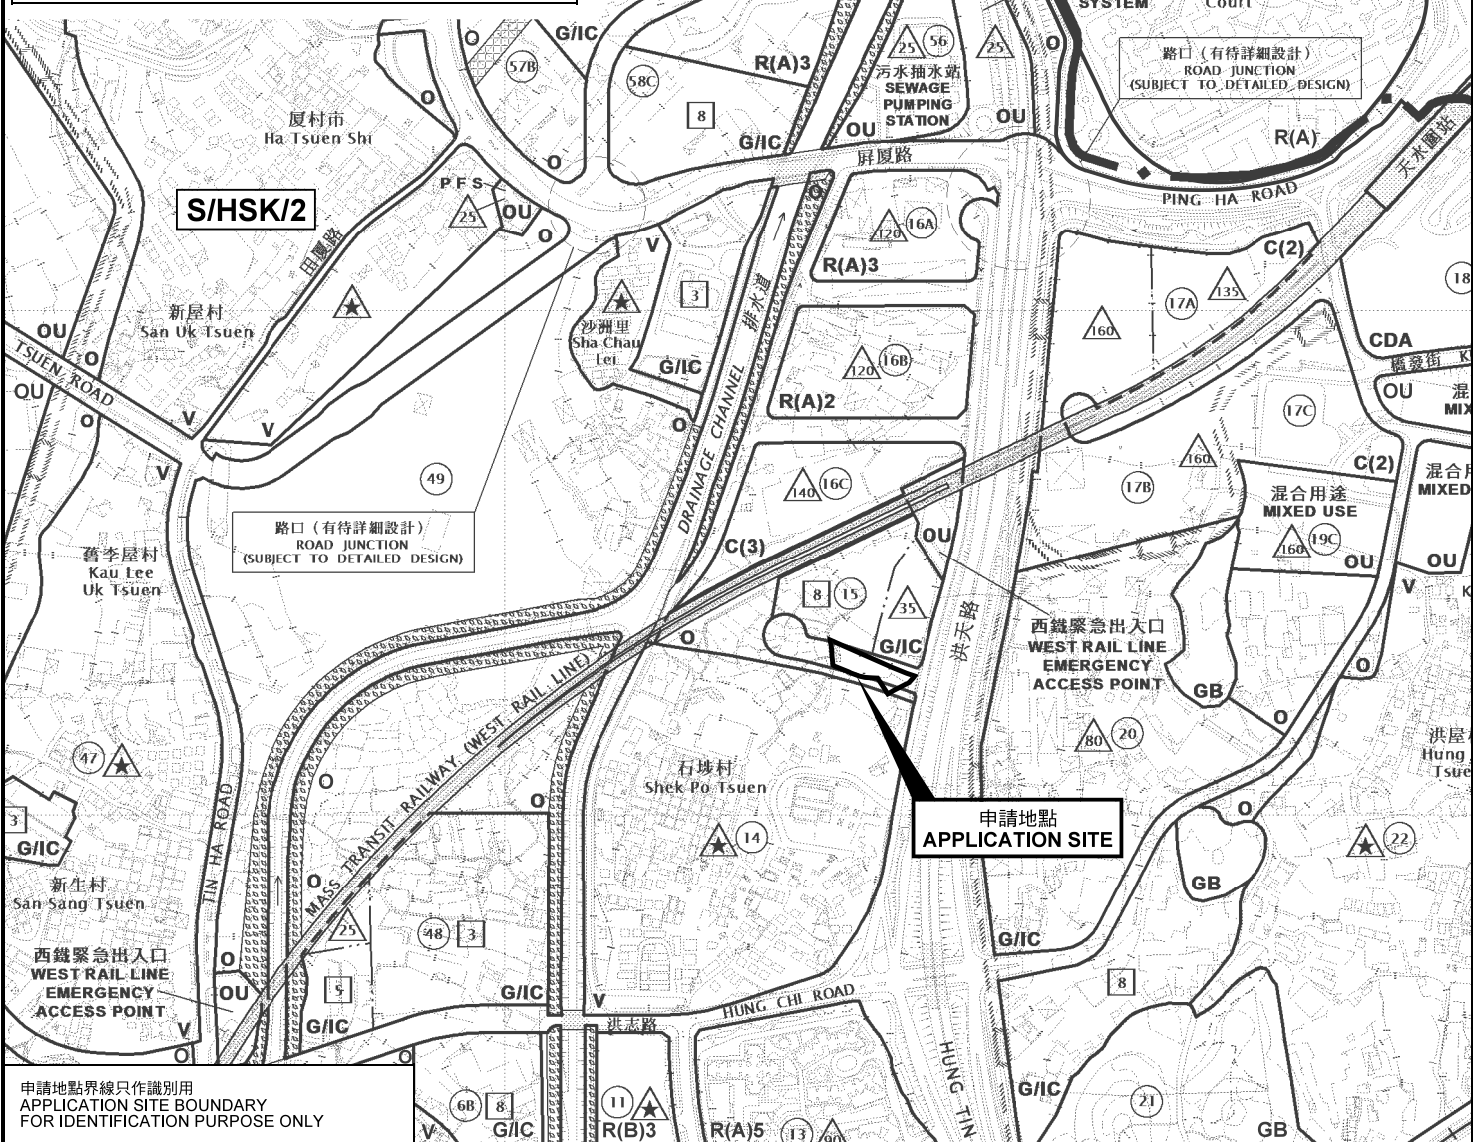 SYSTEM
Court
G/IC
57B
58C
R(A)3
25
56
25
O
污水抽水站
SEWAGE
PUMPING
STATION
OU
OU
路口（有待詳細設計）
ROAD JUNCTION
(SUBJECT TO DETAILED DESIGN)
R(A)
天水圍站
O
厦村市
Ha Tsuen Shi
8
G/IC
屏厦路
PING HA ROAD
O
O
S/HSK/2
PFS
25
OU
O
田厦路
V
3
沙洲里
Sha Chau
Lei
G/IC
O
排水道
DRAINAGE CHANNEL
O
120
16A
R(A)3
C(2)
135
17A
160
18
新屋村
San Uk Tsuen
OU
O
TSUEN ROAD
OU
O
V
V
V
120
16B
R(A)2
CDA
橋發街
OU
混
MIX
17C
C(2)
160
17B
49
140
16C
C(3)
OU
混合用途
MIXED USE
160
19C
OU
混合用
MIXED
OU
V
K
路口（有待詳細設計）
ROAD JUNCTION
(SUBJECT TO DETAILED DESIGN)
舊李屋村
Kau Lee
Uk Tsuen
8
15
35
G/IC
O
洪天路
西鐵緊急出入口
WEST RAIL LINE
EMERGENCY
ACCESS POINT
GB
O
O
80
20
洪屋村
Hung
Tsue
47
TIN HA ROAD
O
MASS TRANSIT RAILWAY (WEST RAIL LINE)
O
石埗村
Shek Po Tsuen
14
申請地點
APPLICATION SITE
O
22
GB
3
G/IC
新生村
San Sang Tsuen
O
25
48
3
西鐵緊急出入口
WEST RAIL LINE
EMERGENCY
ACCESS POINT
O
OU
V
O
5
G/IC
O
G/IC
V
洪志路
HUNG CHI ROAD
G/IC
8
HUNG TIN
G/IC
21
GB
申請地點界線只作識別用
APPLICATION SITE BOUNDARY
FOR IDENTIFICATION PURPOSE ONLY
6B
8
V
G/IC
11
R(B)3
R(A)5
13
90